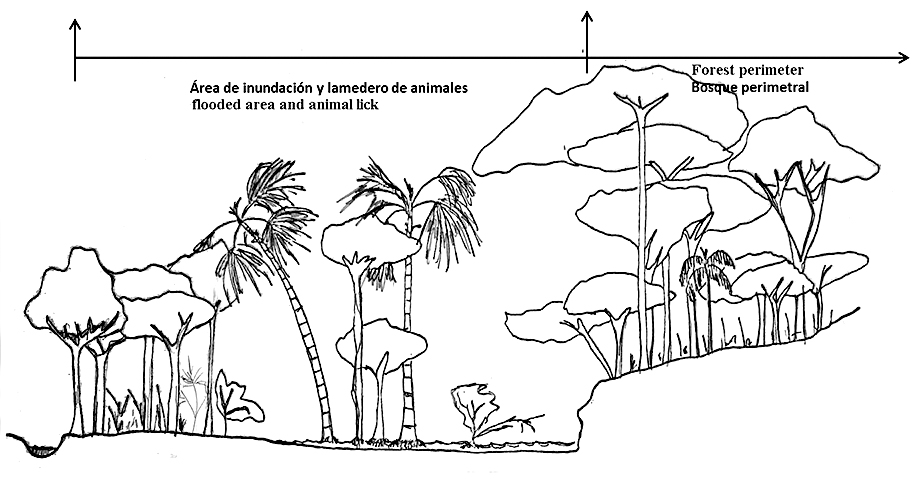 Forest perimeter
Bosque perimetral
Área de inundación y lamedero de animales
flooded area and animal lick